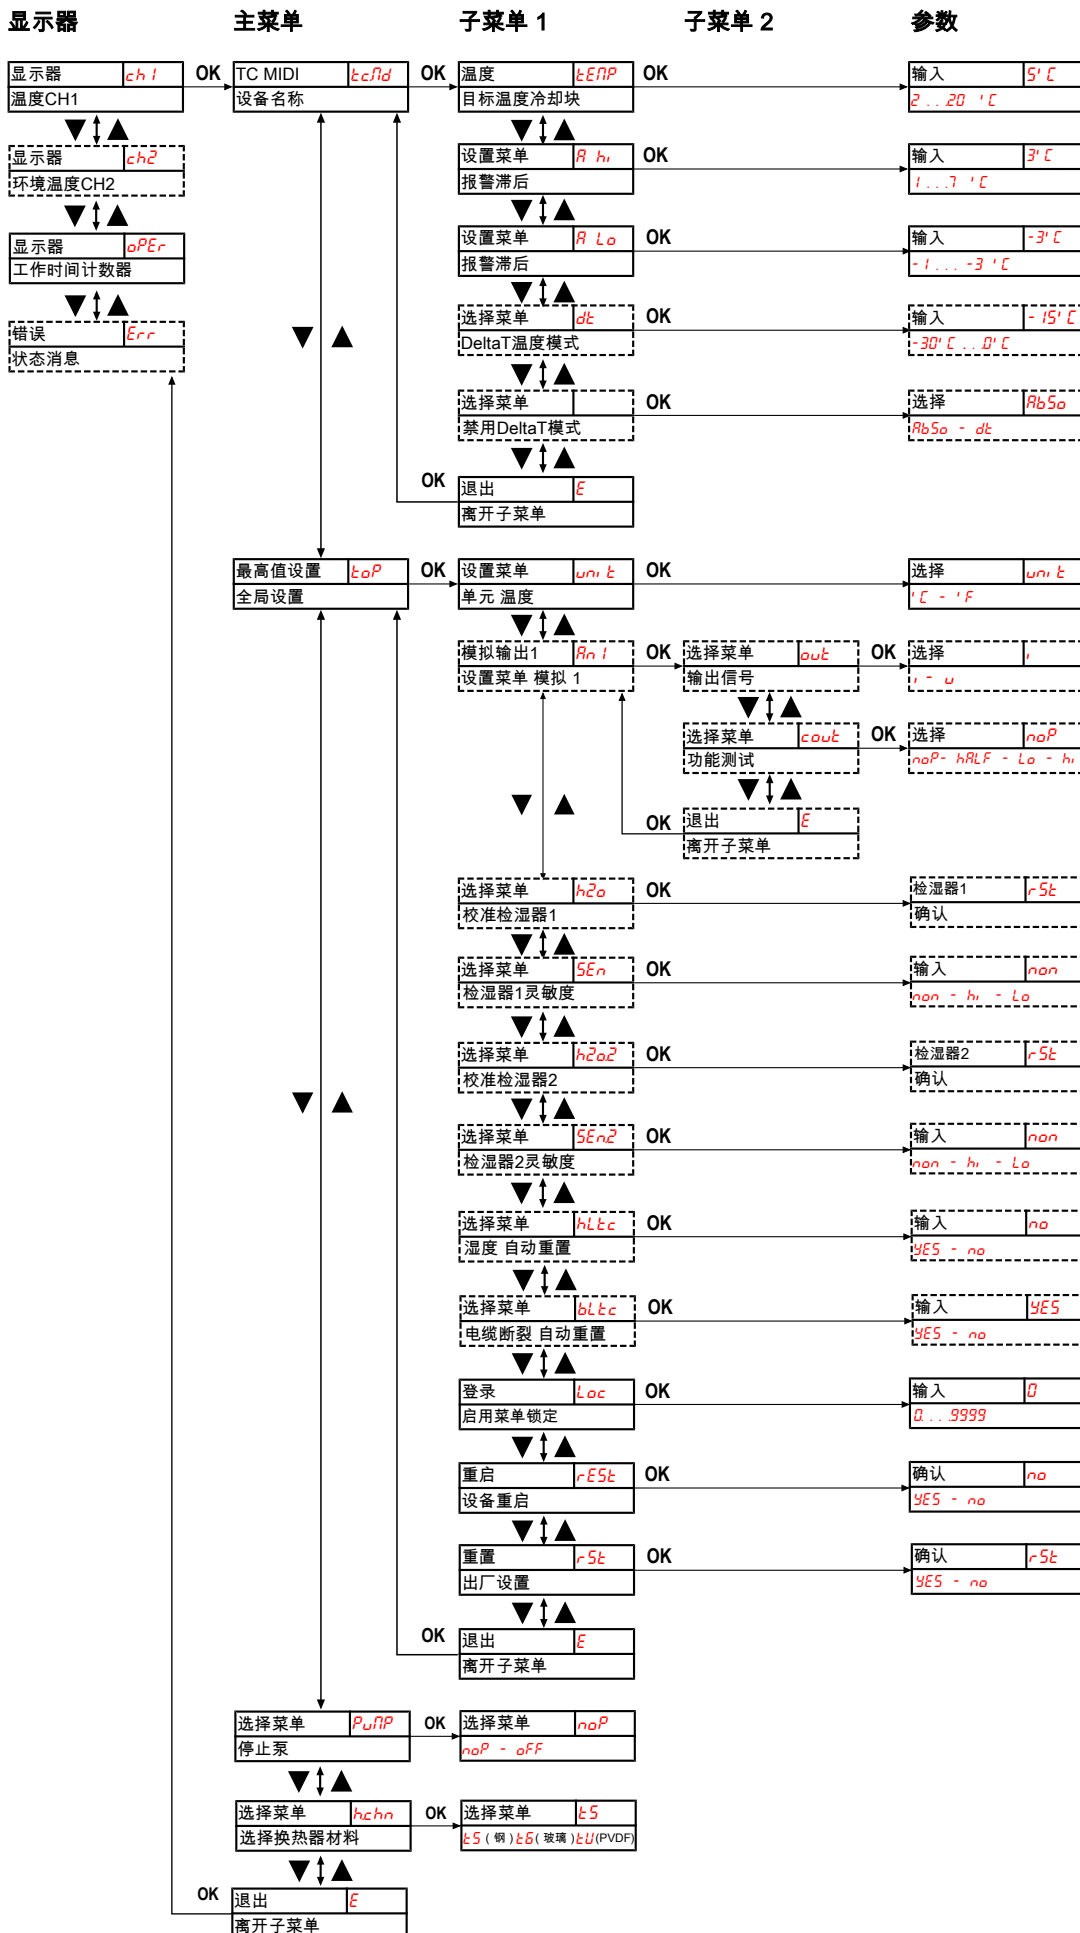 显示器 主菜单 子菜单 1 子菜单 2 参数
显示器 ch1 OK TC MIDI tc.Md OK 温度 tEMP OK 输入 5°C
温度CH1 设备名称 目标温度冷却块 2 ... 20 °C
显示器 ch2 设置菜单 A hi OK 输入 3°C
环境温度CH2 报警滞后 1 ... 7 °C
显示器 oPEr 设置菜单 A Lo OK 输入 -3°C
工作时间计数器 报警滞后 -1 ... -3 °C
错误 Err 选择菜单 dt OK 输入 -15°C
状态消息 DeltaT温度模式 -30°C ... 0°C
选择菜单 OK 选择 AbSo
禁用DeltaT模式 AbSo - dt
OK 退出 E
离开子菜单
最高值设置 toP OK 设置菜单 unit OK 选择 unit
全局设置 单元 温度 °C - °F
模拟输出1 An1 OK 选择菜单 out OK 选择 i
设置菜单 模拟 1 输出信号 i - u
选择菜单 cout OK 选择 noP
功能测试 noP - hALF - Lo - hi
OK 退出 E
离开子菜单
选择菜单 h2o OK 检湿器1 rSt
校准检湿器1 确认
选择菜单 SEn OK 输入 non
检湿器1灵敏度 non - hi - Lo
选择菜单 h2o.2 OK 检湿器2 rSt
校准检湿器2 确认
选择菜单 SEn.2 OK 输入 non
检湿器2灵敏度 non - hi - Lo
选择菜单 hLtc OK 输入 no
湿度 自动重置 YES - no
选择菜单 bLtc OK 输入 YES
电缆断裂 自动重置 YES - no
登录 Loc OK 输入 0
启用菜单锁定 0. . . .9999
重启 rESt OK 确认 no
设备重启 YES - no
重置 rSt OK 确认 rSt
出厂设置 YES - no
OK 退出 E
离开子菜单
选择菜单 PuMP OK 选择菜单 noP
停止泵 noP - oFF
选择菜单 h.chn OK 选择菜单 tS
选择换热器材料 tS ( 钢 ) tG ( 玻璃 ) tU (PVDF)
OK 退出 E
离开子菜单